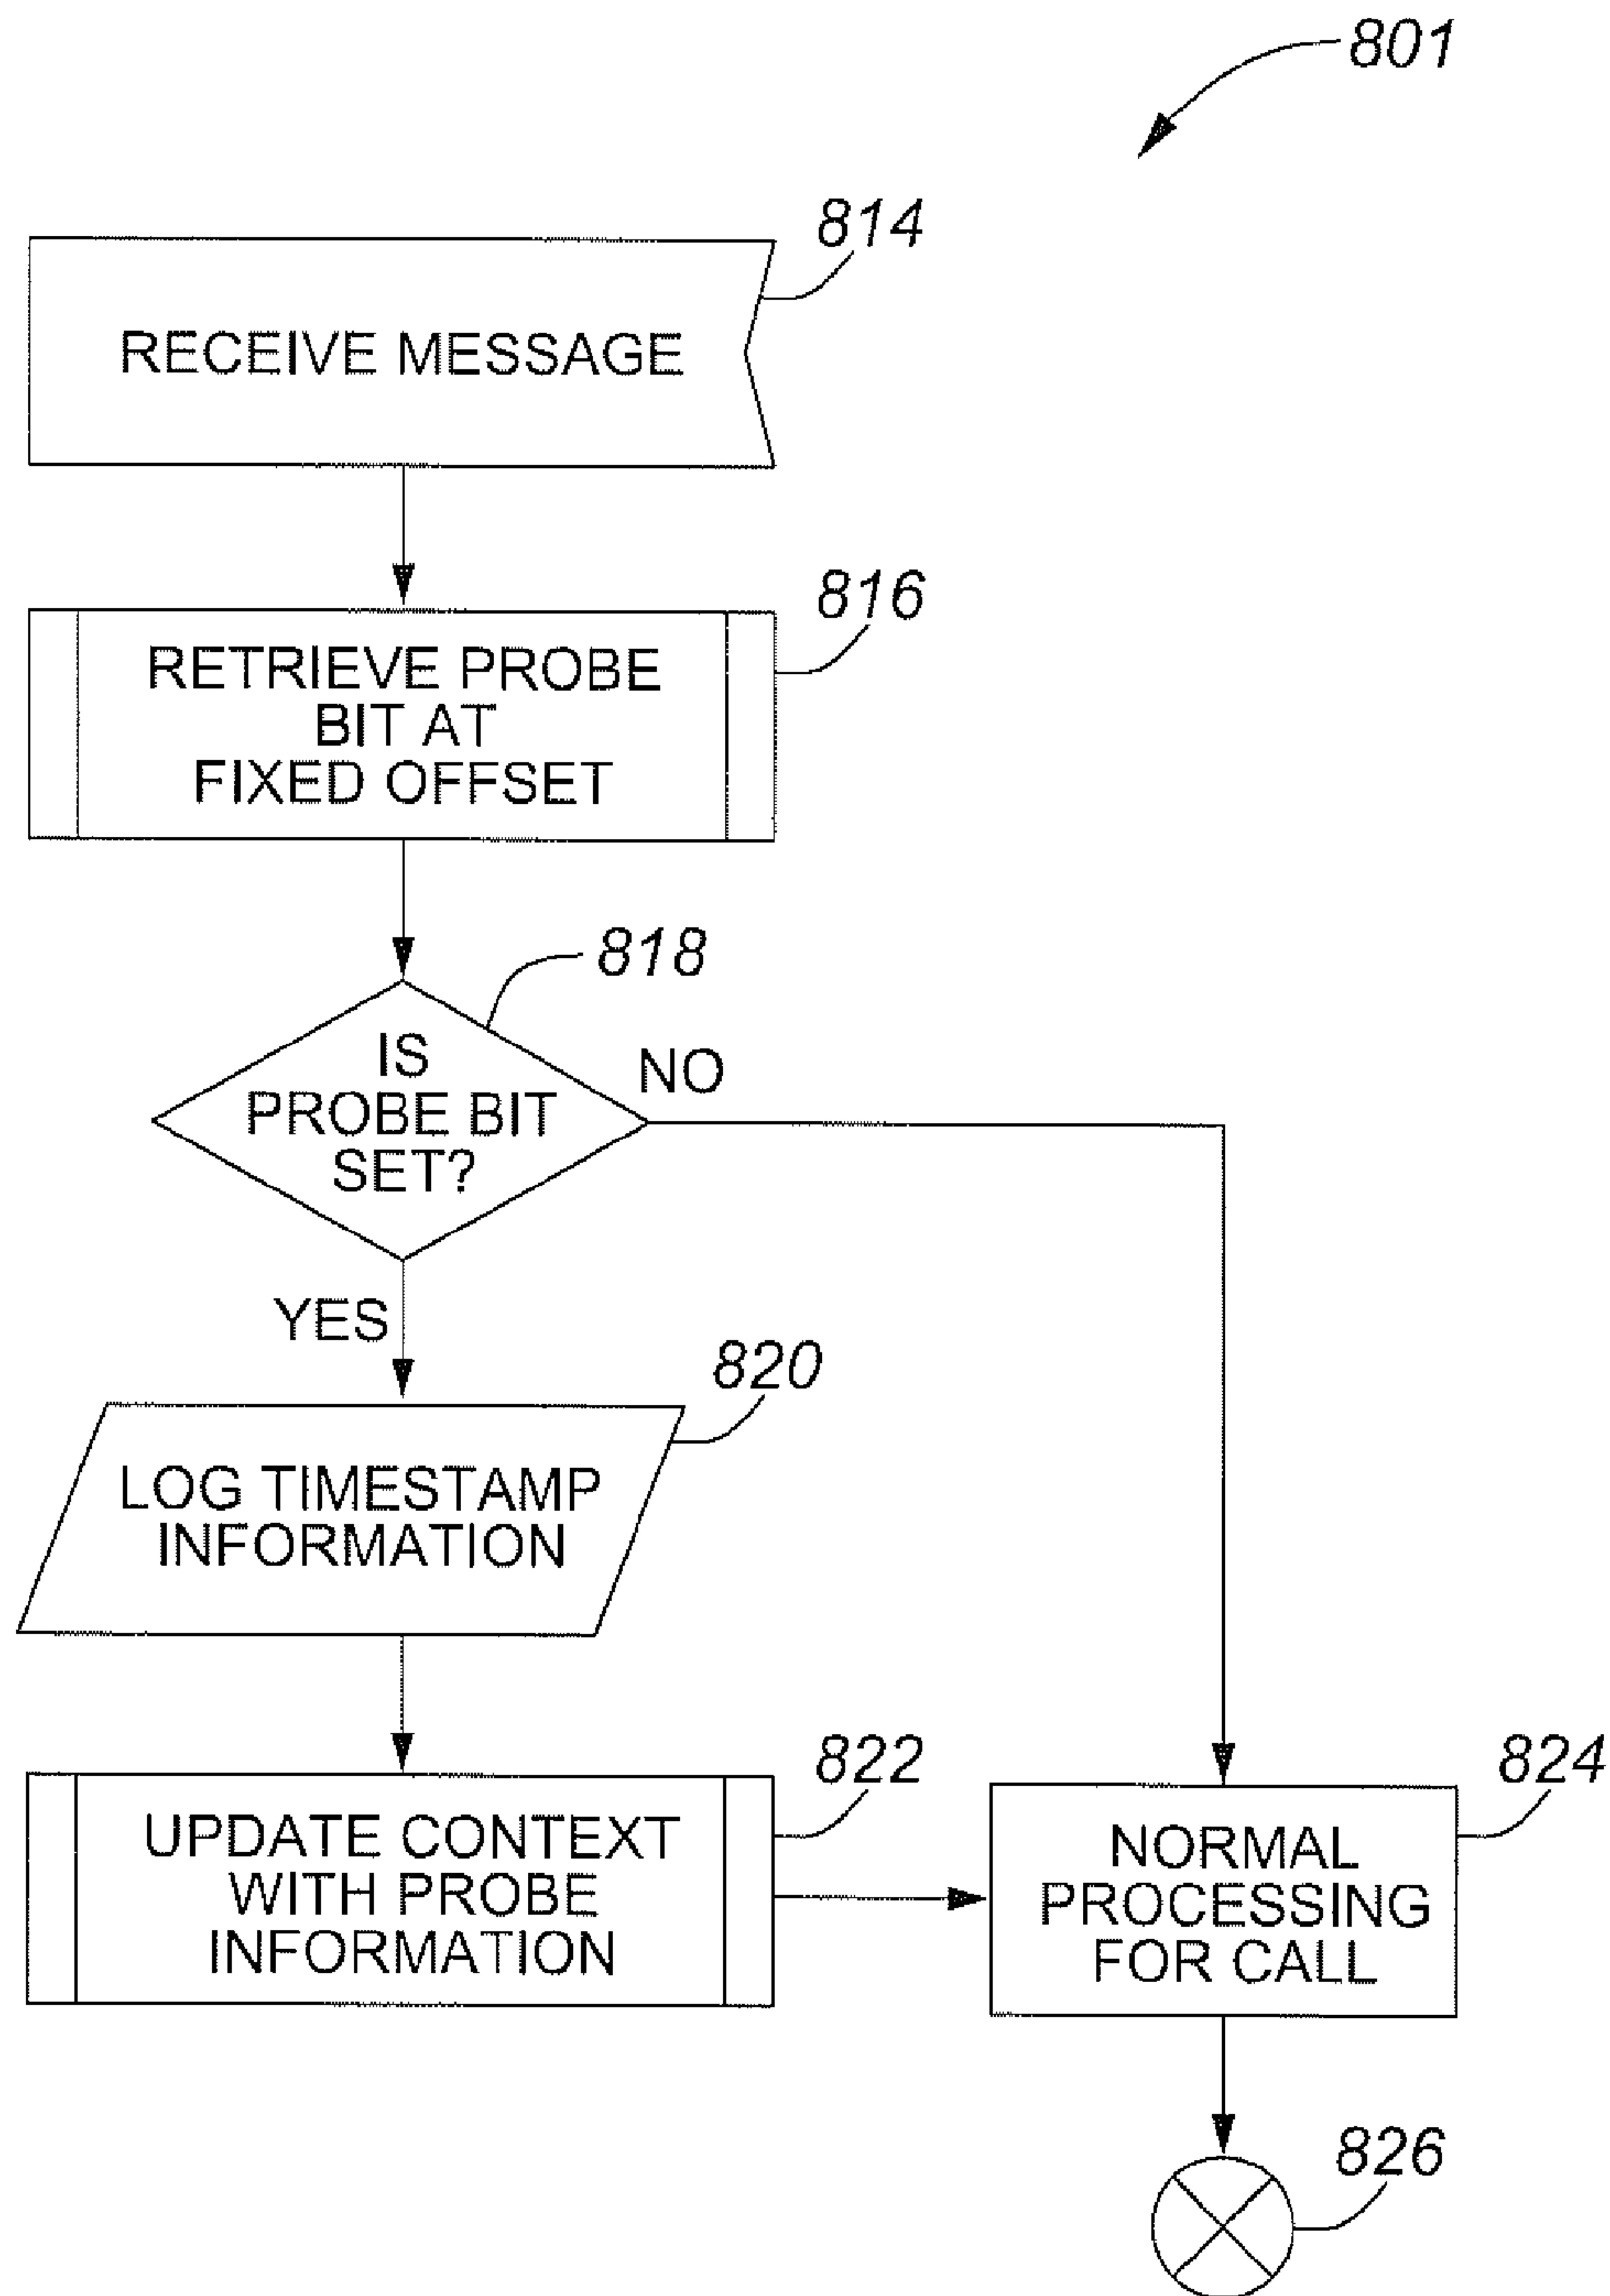 801
814
RECEIVE MESSAGE
816
RETRIEVE PROBE
BIT AT
FIXED OFFSET
818
IS
PROBE BIT
SET?
NO
YES
820
LOG TIMESTAMP
INFORMATION
822
UPDATE CONTEXT
WITH PROBE
INFORMATION
824
NORMAL
PROCESSING
FOR CALL
826